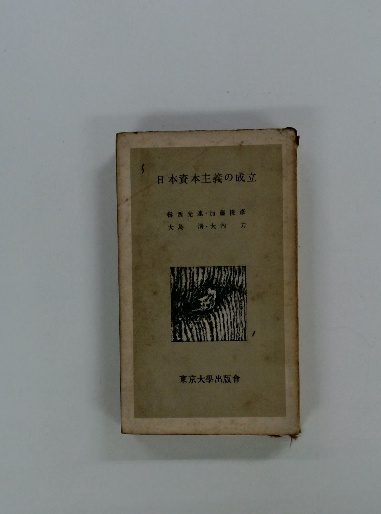 日本資本主義の成立
楫西光速・加藤俊彦
大島 清・大内 力
東京大學出版會